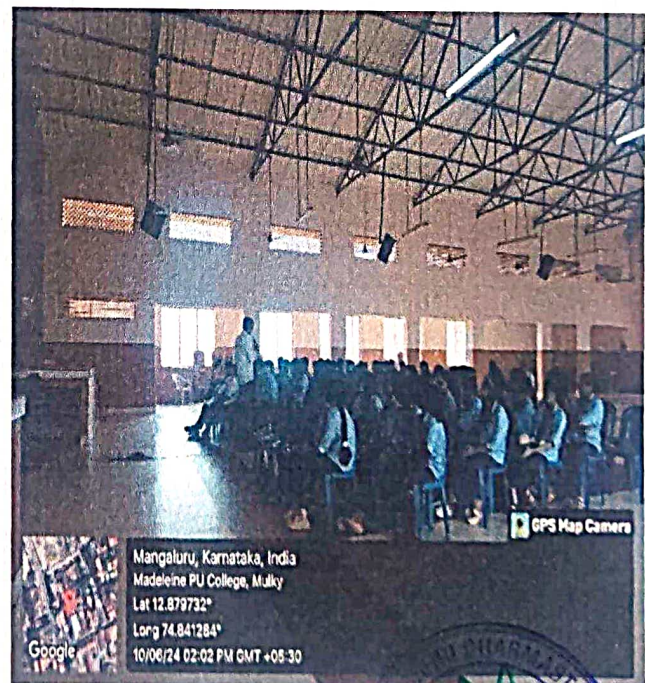 GPS Map Camera
Mangaluru, Karnataka, India
Madeleine PU College, Mulky
Lat 12.879732°
Long 74.841284°
10/06/24 02:02 PM GMT +05:30
Google